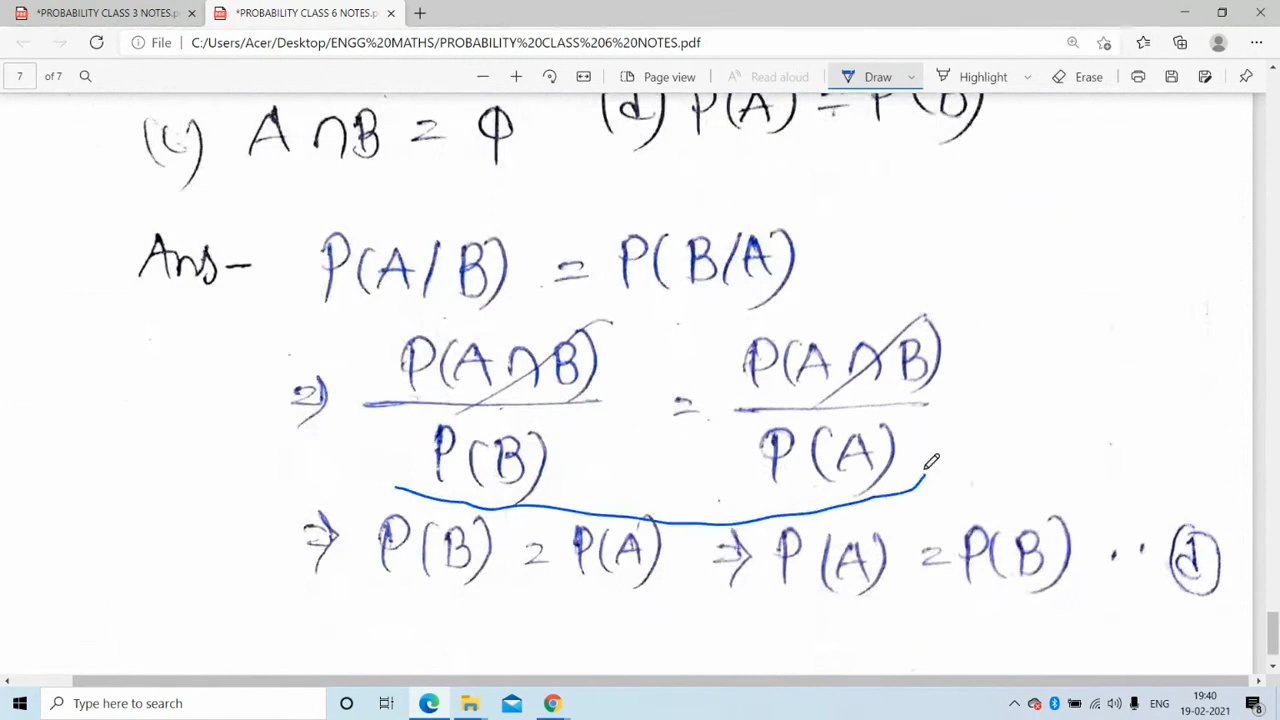 *PROBABILITY CLASS 3 NOTES.p
*PROBABILITY CLASS 6 NOTES.p
File C:/Users/Acer/Desktop/ENGG%20MATHS/PROBABILITY%20CLASS%206%20NOTES.pdf
7 of 7 Page view Read aloud Draw Highlight Erase
(c) A ∩ B = Φ (d) P(A) = P(B)
Ans- P(A/B) = P(B/A)
⇒ P(A∩B) / P(B) = P(A∩B) / P(A)
⇒ P(B) = P(A) ⇒ P(A) = P(B) .. (d)
Type here to search
ENG
19:40
19-02-2021
8